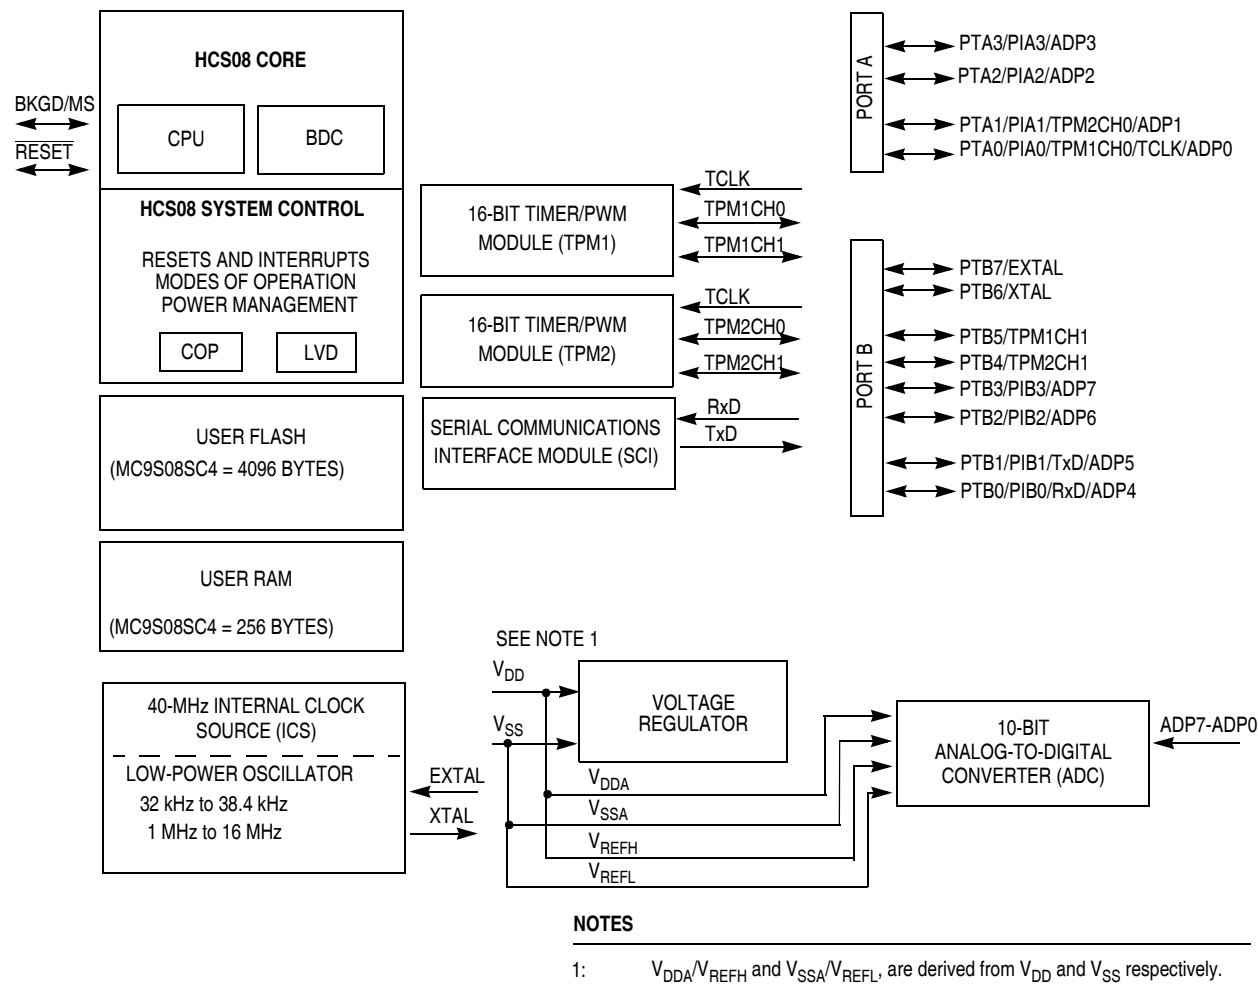 HCS08 CORE
CPU
BDC
BKGD/MS
RESET
HCS08 SYSTEM CONTROL
RESETS AND INTERRUPTS
MODES OF OPERATION
POWER MANAGEMENT
COP
LVD
USER FLASH
(MC9S08SC4 = 4096 BYTES)
USER RAM
(MC9S08SC4 = 256 BYTES)
40-MHz INTERNAL CLOCK
SOURCE (ICS)
LOW-POWER OSCILLATOR
32 kHz to 38.4 kHz
1 MHz to 16 MHz
EXTAL
XTAL
16-BIT TIMER/PWM
MODULE (TPM1)
TCLK
TPM1CH0
TPM1CH1
16-BIT TIMER/PWM
MODULE (TPM2)
TCLK
TPM2CH0
TPM2CH1
SERIAL COMMUNICATIONS
INTERFACE MODULE (SCI)
RxD
TxD
PORT A
PTA3/PIA3/ADP3
PTA2/PIA2/ADP2
PTA1/PIA1/TPM2CH0/ADP1
PTA0/PIA0/TPM1CH0/TCLK/ADP0
PORT B
PTB7/EXTAL
PTB6/XTAL
PTB5/TPM1CH1
PTB4/TPM2CH1
PTB3/PIB3/ADP7
PTB2/PIB2/ADP6
PTB1/PIB1/TxD/ADP5
PTB0/PIB0/RxD/ADP4
SEE NOTE 1
VDD
VSS
VOLTAGE
REGULATOR
VDDA
VSSA
VREFH
VREFL
10-BIT
ANALOG-TO-DIGITAL
CONVERTER (ADC)
ADP7-ADP0
NOTES
1: VDDA/VREFH and VSSA/VREFL, are derived from VDD and VSS respectively.